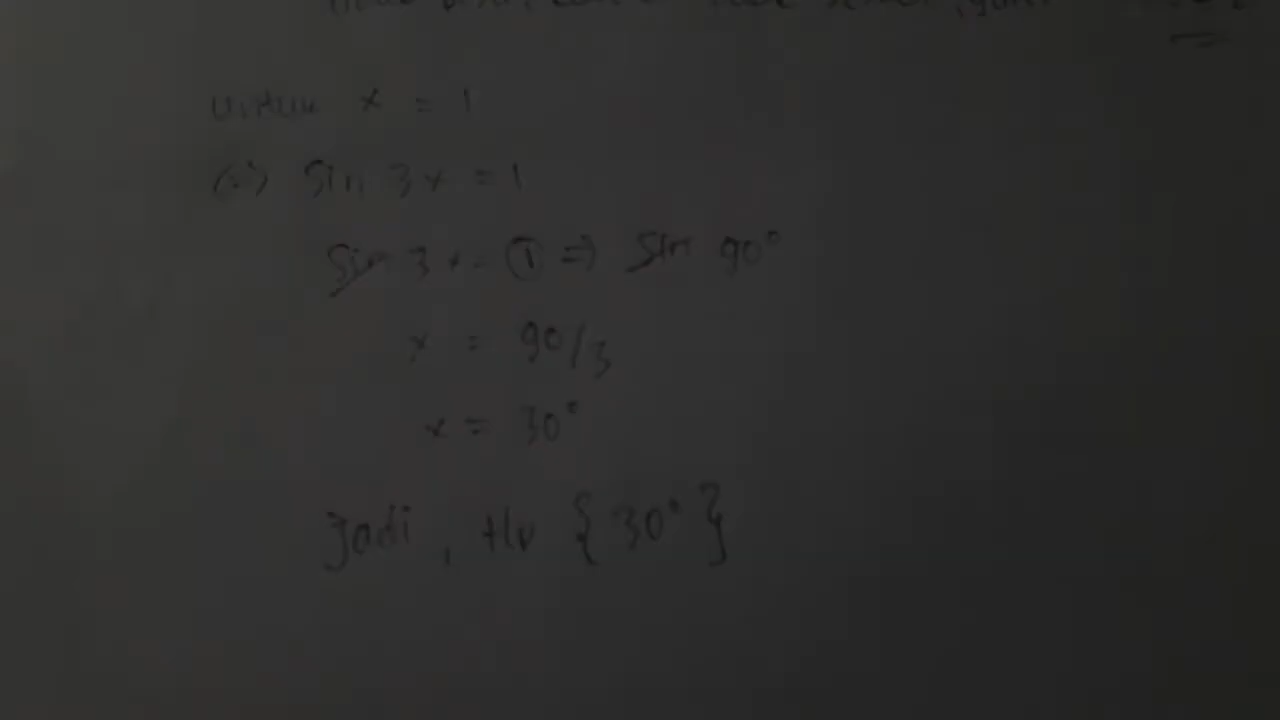 untuk x = 1
(:) Sin 3x = 1
Sin 3x = 1 => Sin 90°
x = 90/3
x = 30°
Jadi, Hp {30°}